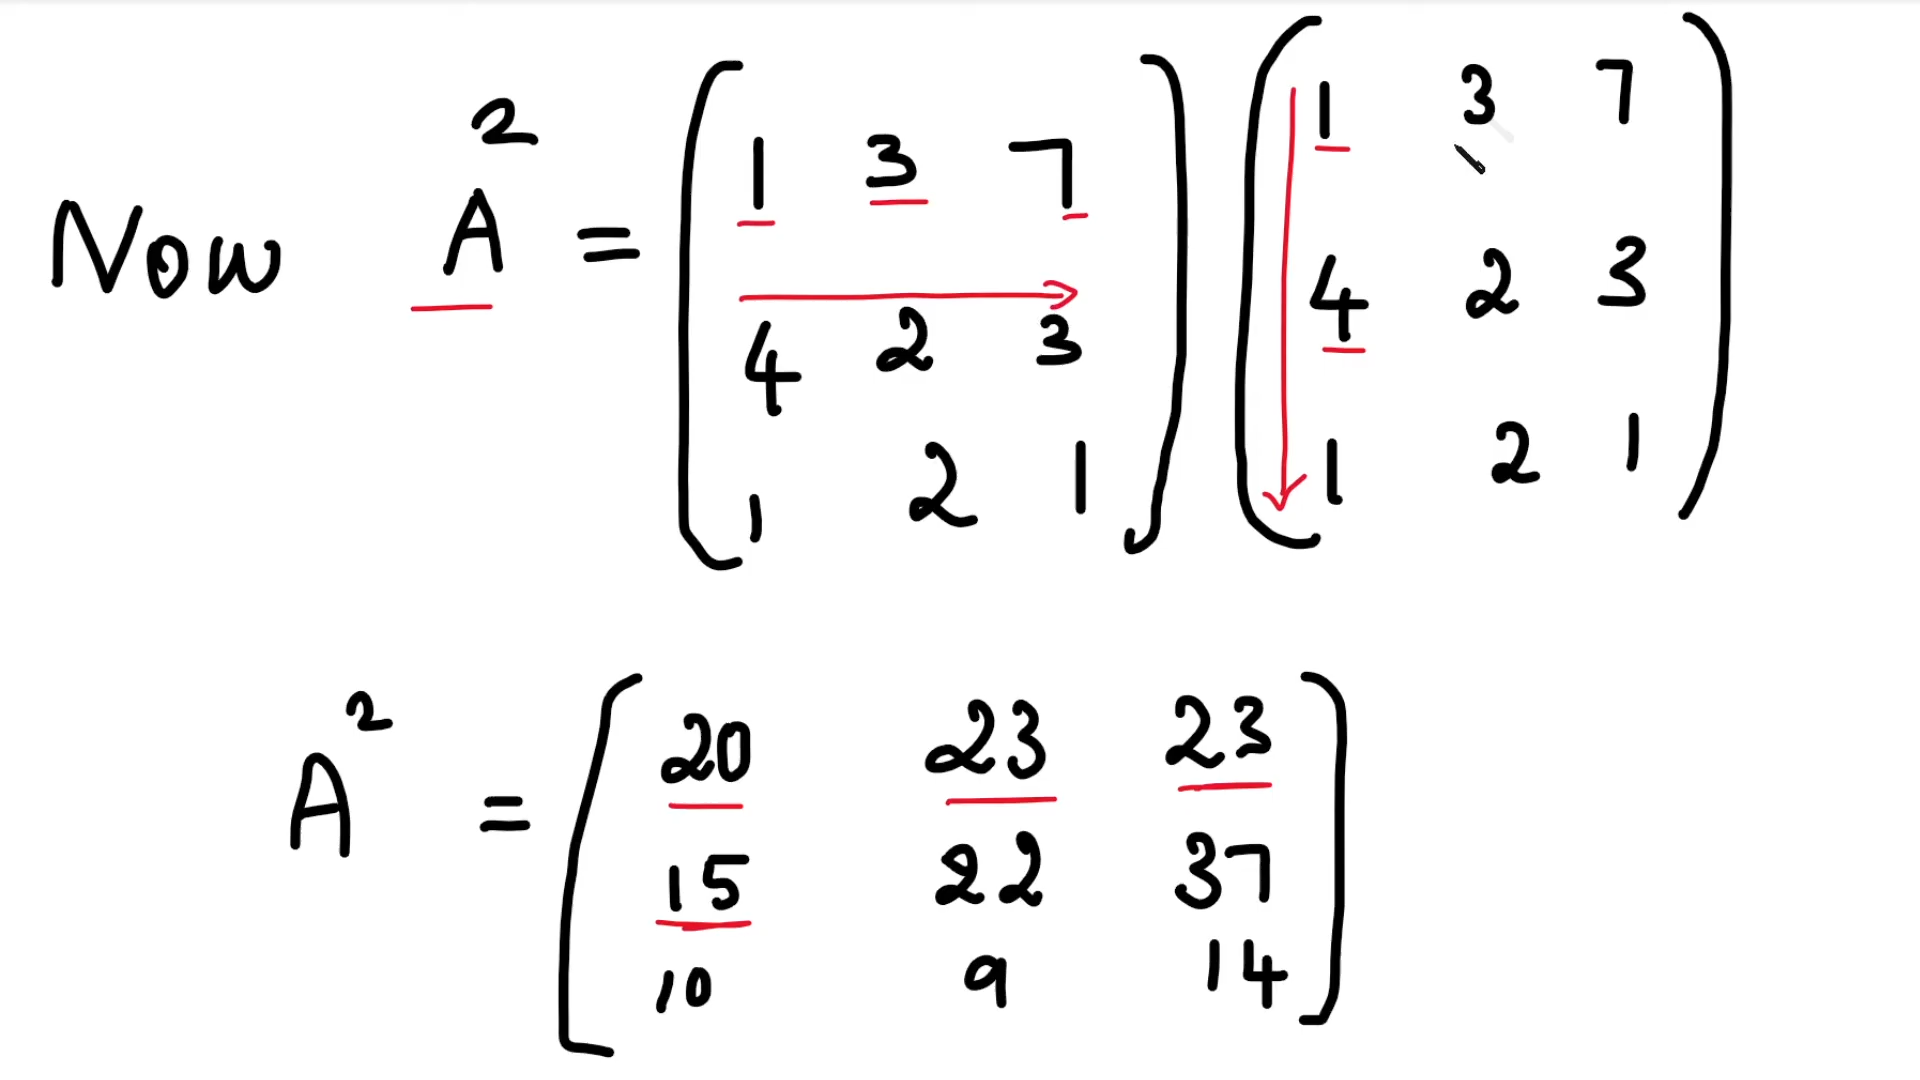 Now A² = ( 1 3 7 ) ( 1 3 7 )
4 2 3 4 2 3
1 2 1 1 2 1
A² = ( 20 23 23 )
15 22 37
10 9 14